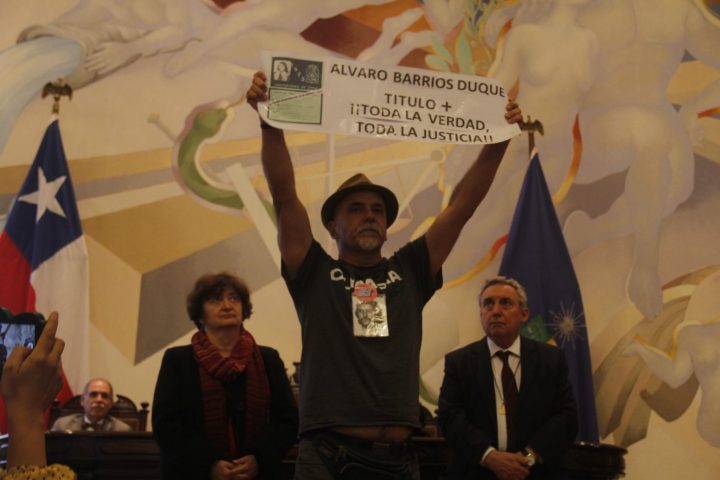 ALVARO BARRIOS DUQUE
TITULO +
¡¡TODA LA VERDAD,
TODA LA JUSTICIA!!